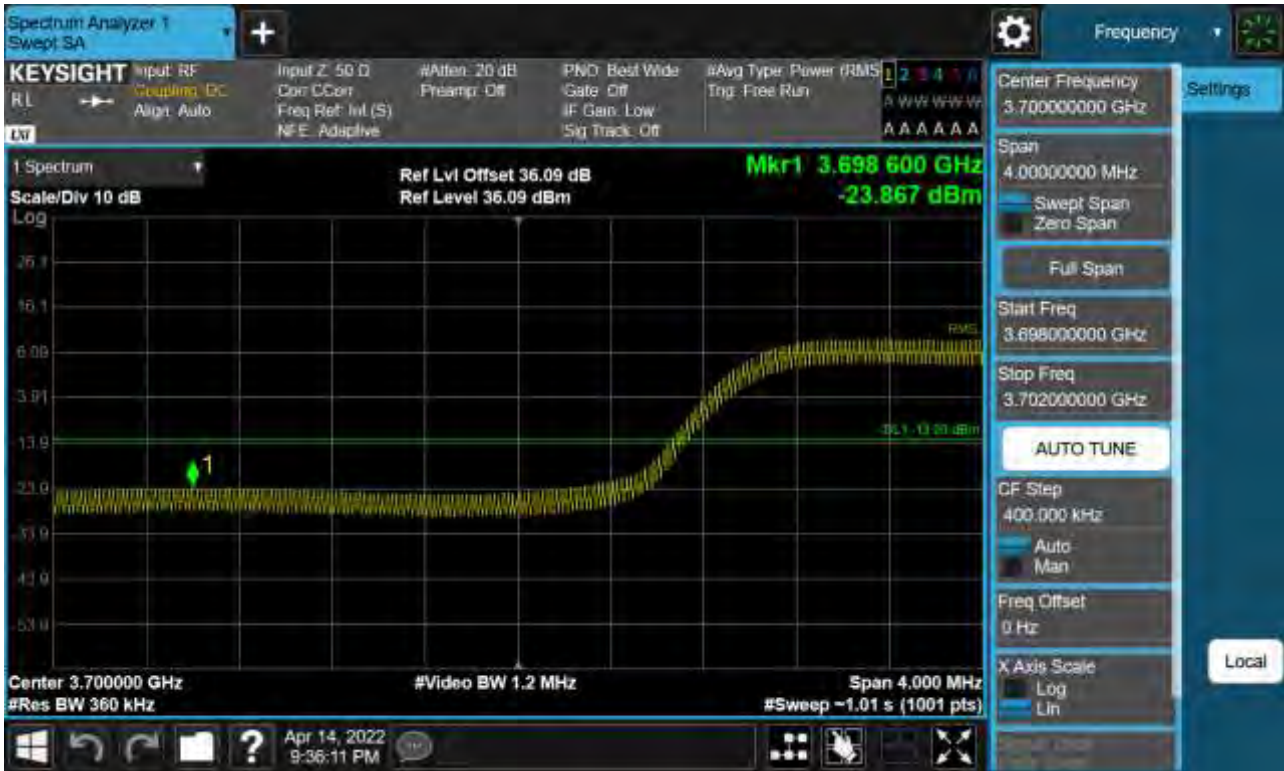 Spectrum Analyzer 1
Swept SA
Frequency
KEYSIGHT
RL
LXI
Input: RF
Coupling: DC
Align: Auto
Input Z: 50 Ω
Corr CCorr
Freq Ref: Int (S)
NFE: Adaptive
#Atten: 20 dB
Preamp: Off
PNO: Best Wide
Gate: Off
IF Gain: Low
Sig Track: Off
#Avg Type: Power (RMS
Trig: Free Run
1 2 3 4 5 6
A W W W W W
A A A A A A
1 Spectrum
Scale/Div 10 dB
Log
Ref Lvl Offset 36.09 dB
Ref Level 36.09 dBm
Mkr1 3.698 600 GHz
-23.867 dBm
26.1
16.1
6.09
-3.91
-13.9
-23.9
-33.9
-43.9
-53.9
RMS
1
Center 3.700000 GHz
#Res BW 360 kHz
#Video BW 1.2 MHz
Span 4.000 MHz
#Sweep ~1.01 s (1001 pts)
Center Frequency
3.700000000 GHz
Span
4.00000000 MHz
Swept Span
Zero Span
Full Span
Start Freq
3.698000000 GHz
Stop Freq
3.702000000 GHz
AUTO TUNE
CF Step
400.000 kHz
Auto
Man
Freq Offset
0 Hz
X Axis Scale
Log
Lin
Settings
Local
?
Apr 14, 2022
9:36:11 PM